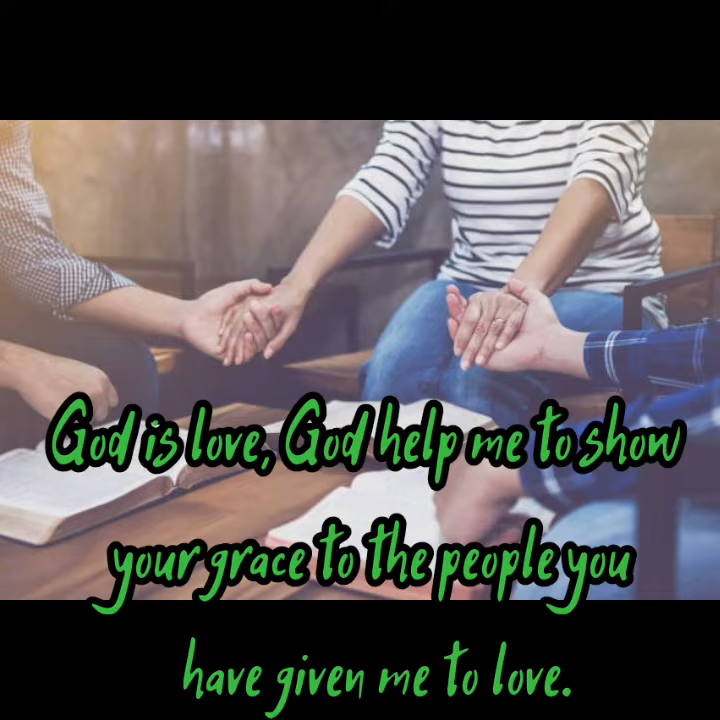 God is love, God help me to show
your grace to the people you
have given me to love.